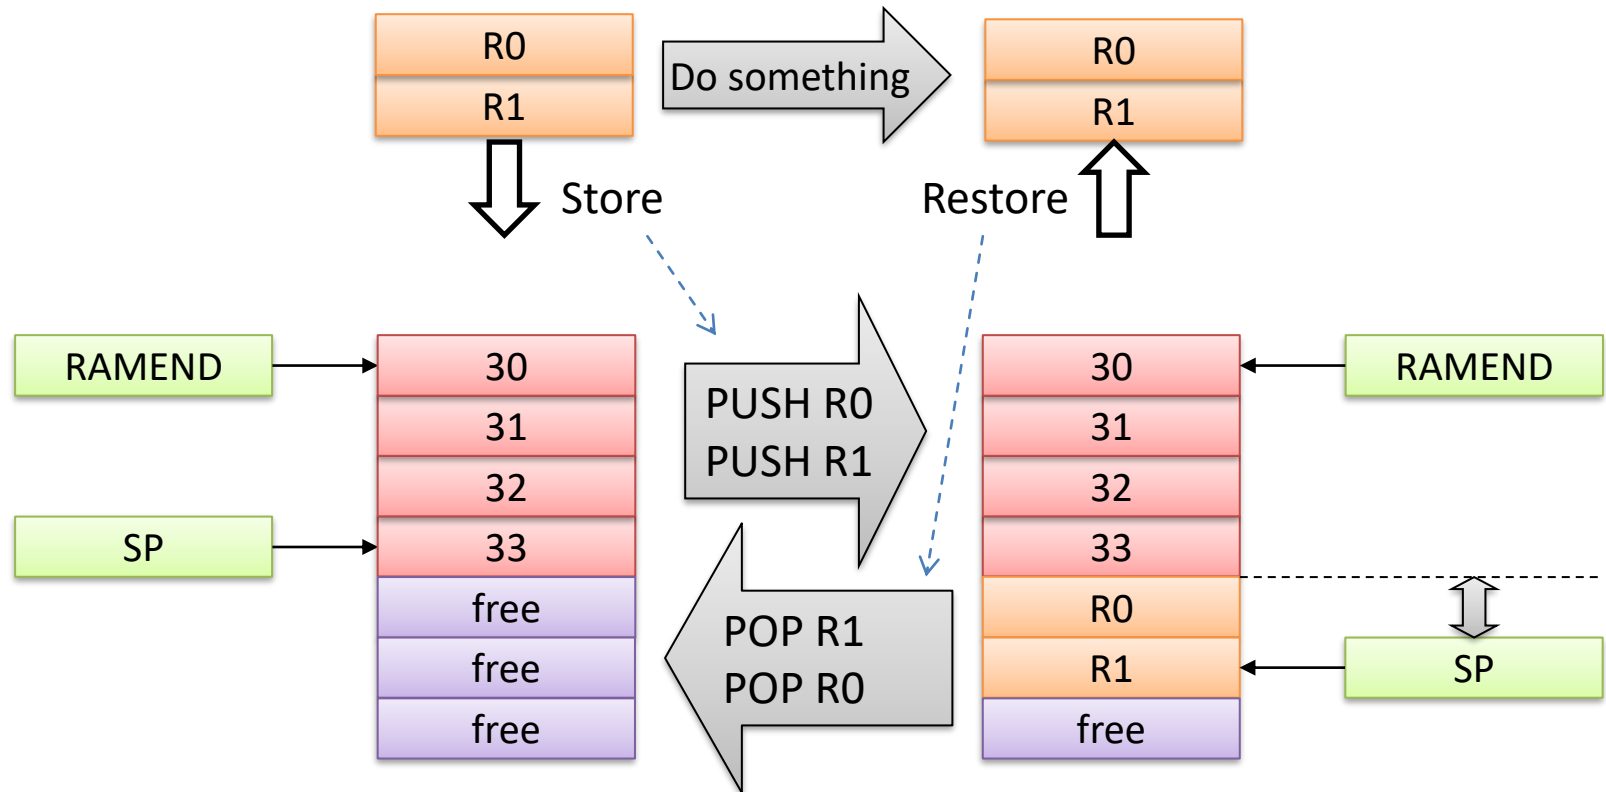 R0
R1
Do something
R0
R1
Store
Restore
RAMEND
SP
30
31
32
33
free
free
free
PUSH R0
PUSH R1
POP R1
POP R0
30
31
32
33
R0
R1
free
RAMEND
SP